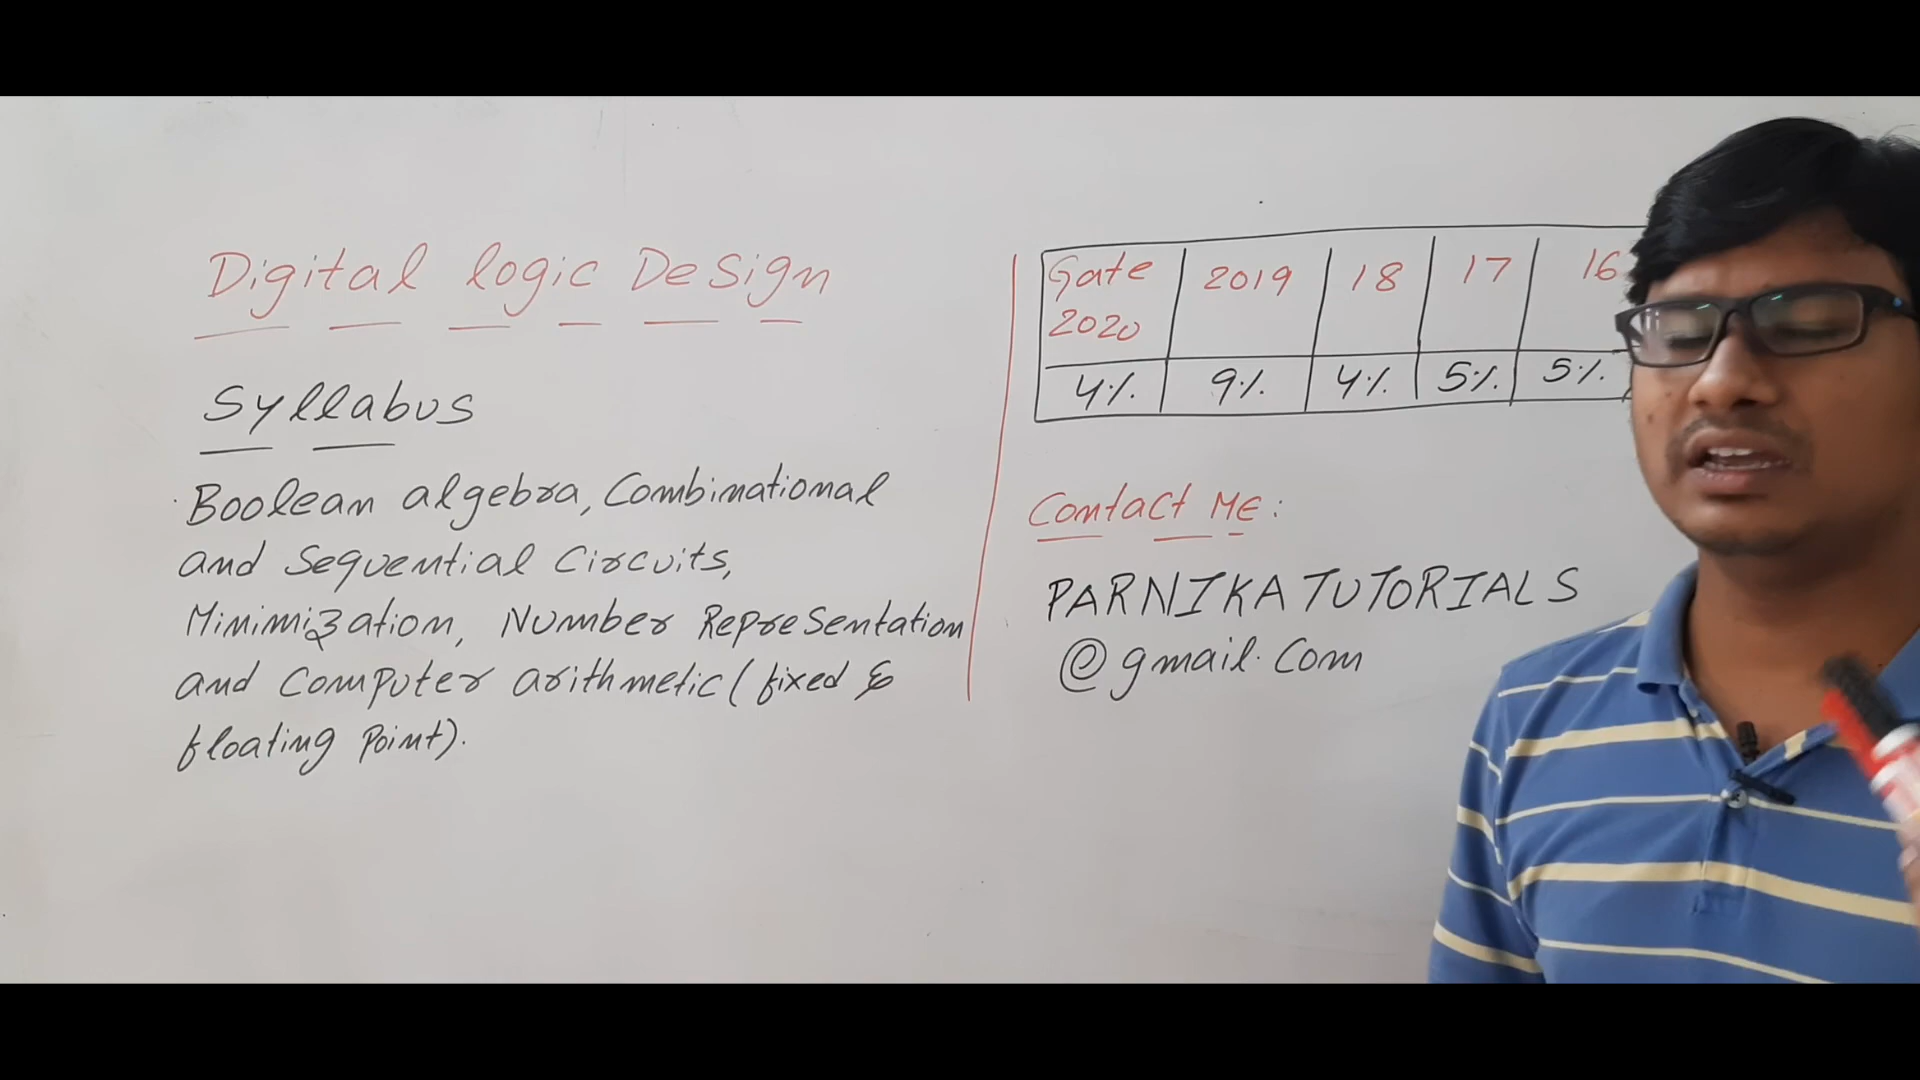 Digital logic Design
Syllabus
Boolean algebra, Combinational
and Sequential Circuits,
Minimization, Number Representation
and Computer arithmetic (fixed &
floating point).
Gate 2020 2019 18 17 16
4% 9% 4% 5% 5%
Contact ME:
PARNIKATUTORIALS
@gmail.com